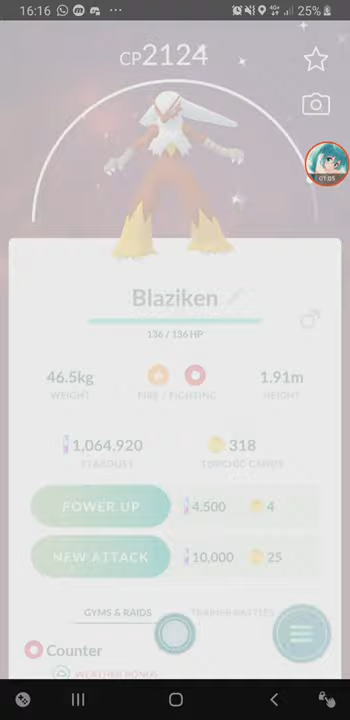 16:16
25%
CP2124
01:05
Blaziken
136 / 136 HP
46.5kg
1.91m
WEIGHT
FIRE / FIGHTING
HEIGHT
1,064,920
318
STARDUST
TORCHIC CANDY
POWER UP
4,500
4
NEW ATTACK
10,000
25
GYMS & RAIDS
TRAINER BATTLES
Counter
WEATHER BONUS